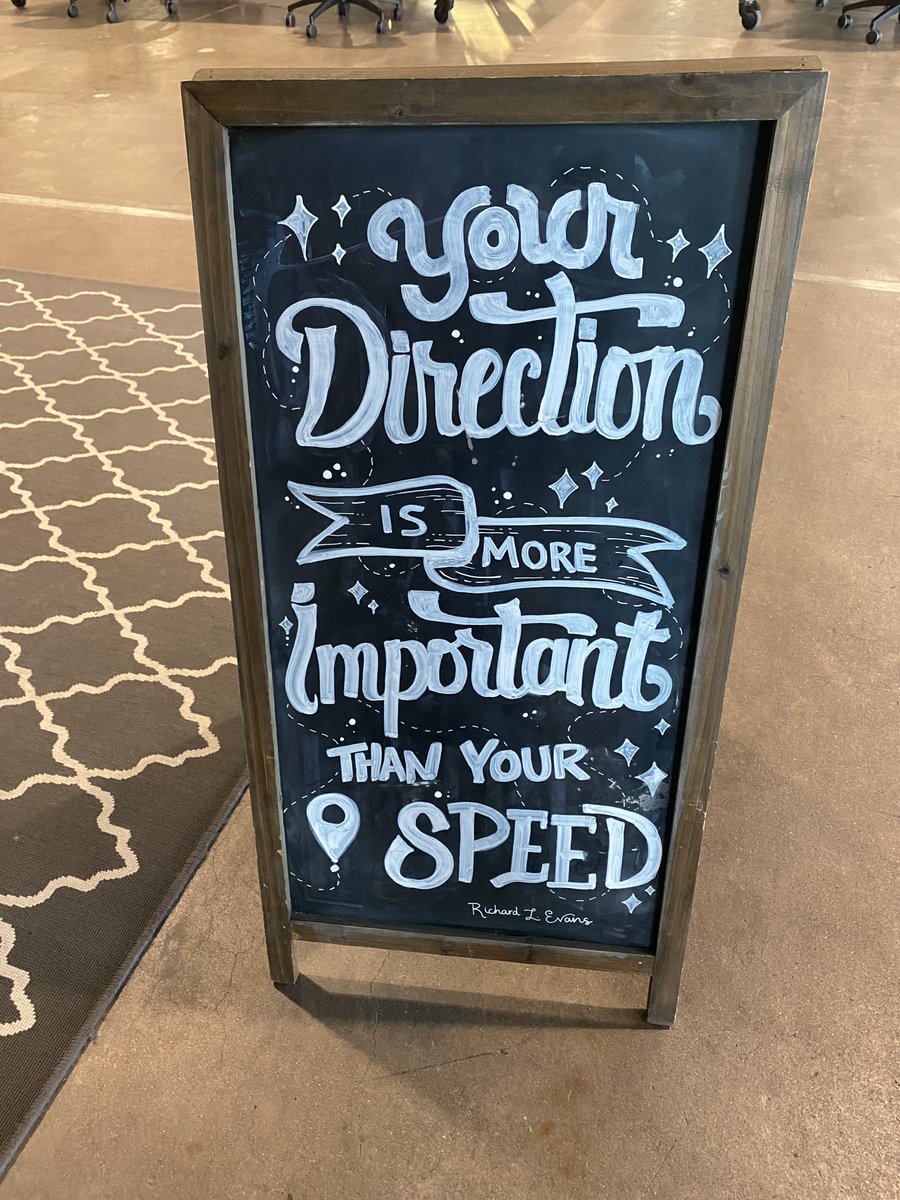 your
Direction
IS MORE
important
THAN YOUR
SPEED
Richard L Evans